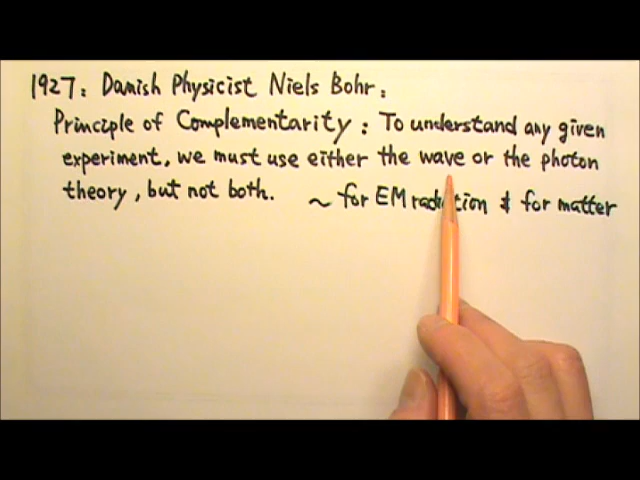 1927: Danish Physicist Niels Bohr:
Principle of Complementarity: To understand any given
experiment, we must use either the wave or the photon
theory, but not both. ~ for EM radiation & for matter